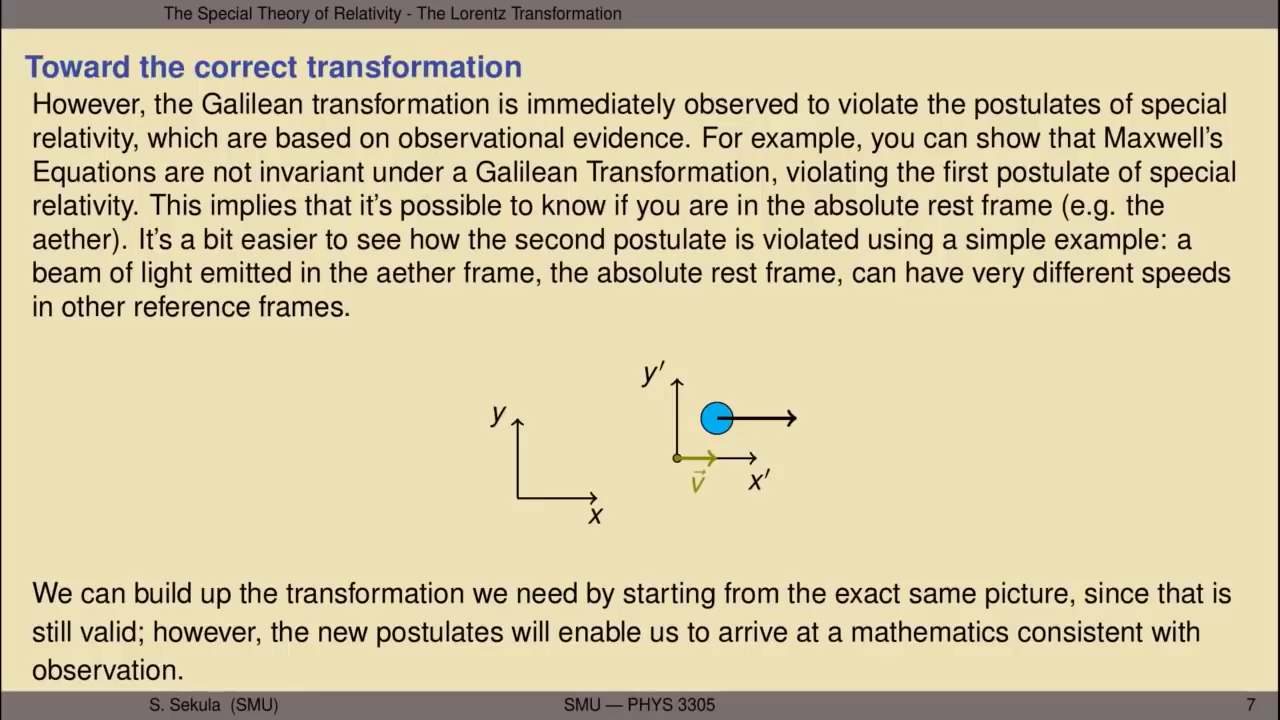 The Special Theory of Relativity - The Lorentz Transformation
Toward the correct transformation
However, the Galilean transformation is immediately observed to violate the postulates of special
relativity, which are based on observational evidence. For example, you can show that Maxwell's
Equations are not invariant under a Galilean Transformation, violating the first postulate of special
relativity. This implies that it's possible to know if you are in the absolute rest frame (e.g. the
aether). It's a bit easier to see how the second postulate is violated using a simple example: a
beam of light emitted in the aether frame, the absolute rest frame, can have very different speeds
in other reference frames.
y′
y
v⃗
x′
x
We can build up the transformation we need by starting from the exact same picture, since that is
still valid; however, the new postulates will enable us to arrive at a mathematics consistent with
observation.
S. Sekula (SMU)
SMU — PHYS 3305
7